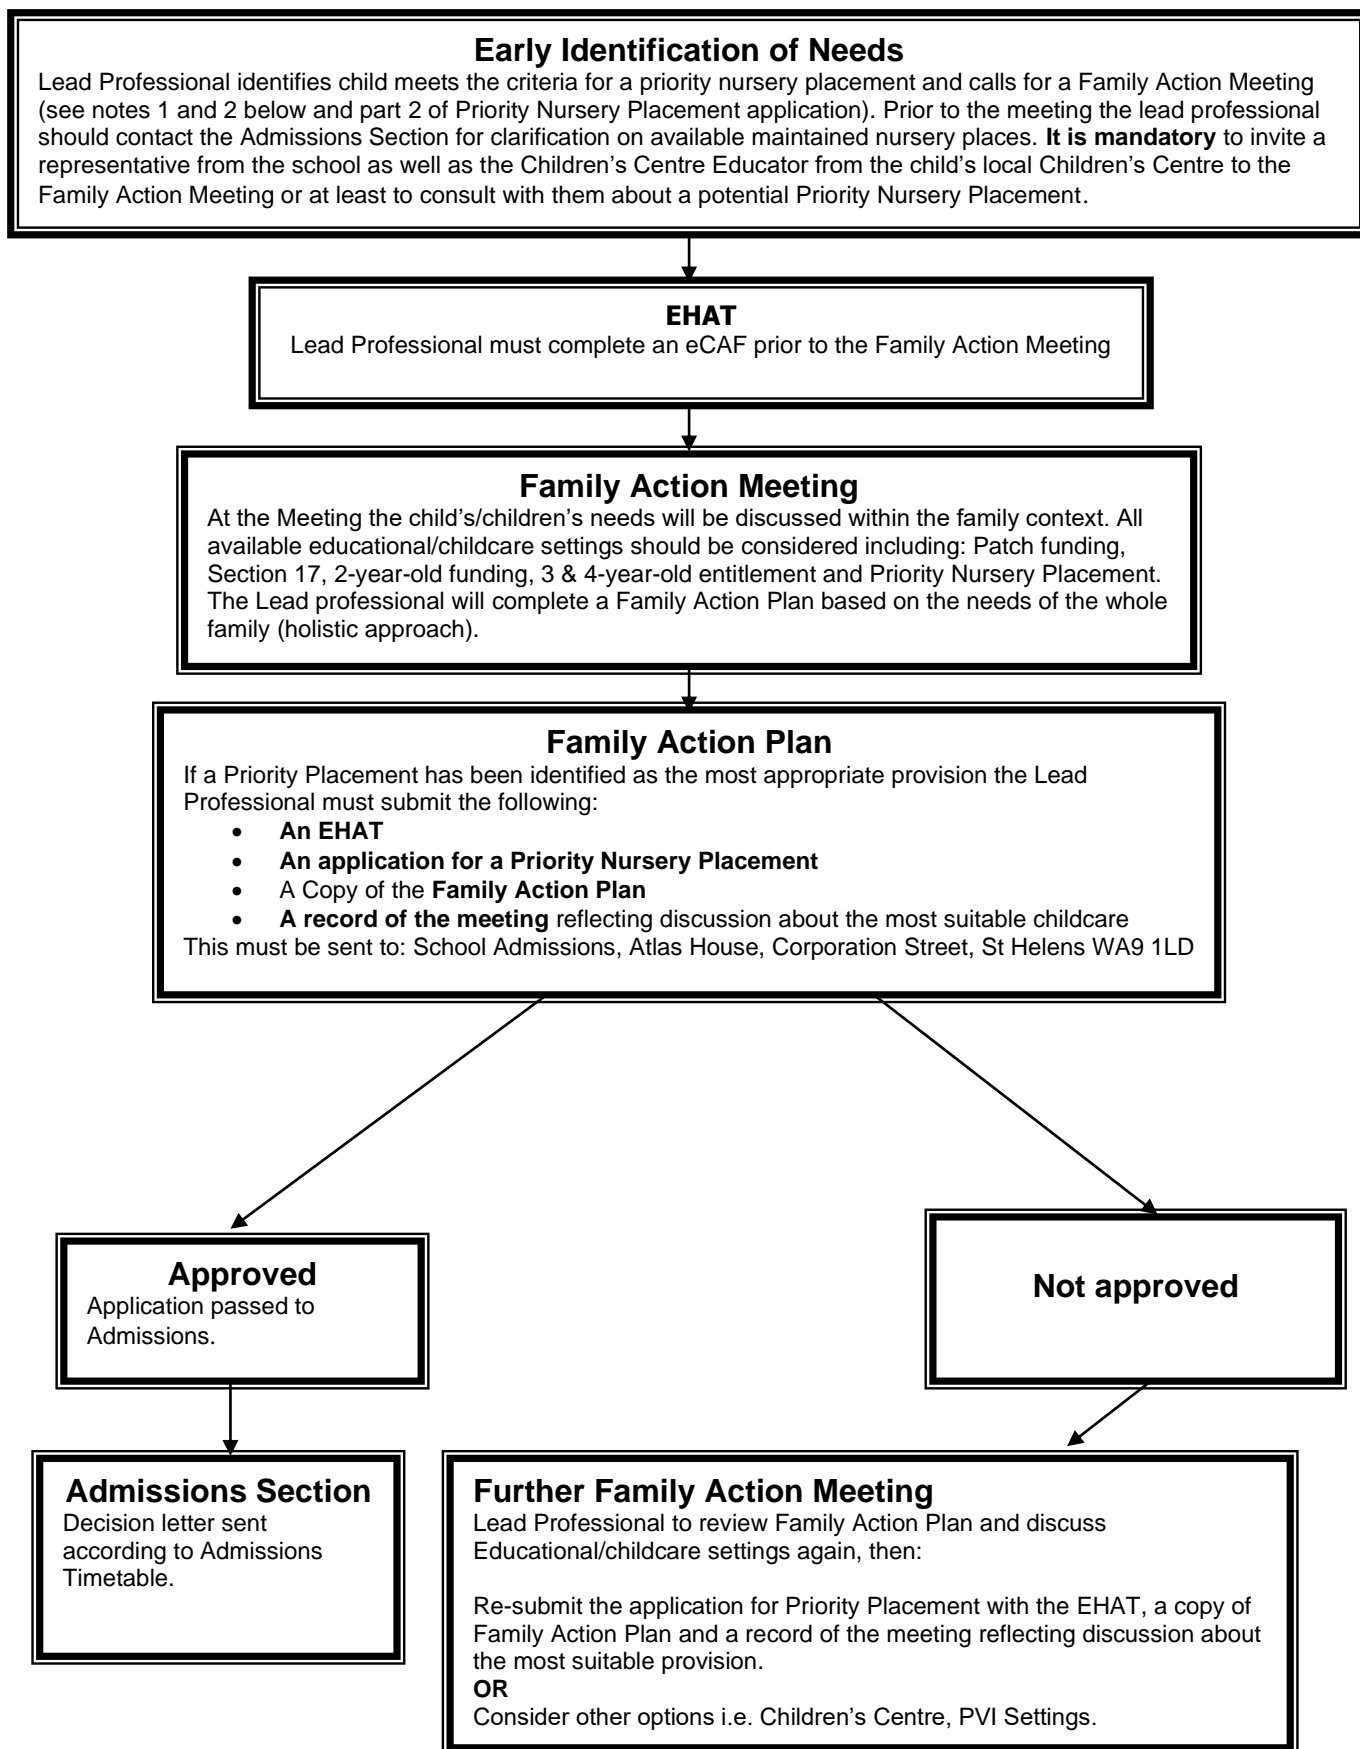 Early Identification of Needs
Lead Professional identifies child meets the criteria for a priority nursery placement and calls for a Family Action Meeting
(see notes 1 and 2 below and part 2 of Priority Nursery Placement application). Prior to the meeting the lead professional
should contact the Admissions Section for clarification on available maintained nursery places. It is mandatory to invite a
representative from the school as well as the Children's Centre Educator from the child's local Children's Centre to the
Family Action Meeting or at least to consult with them about a potential Priority Nursery Placement.
EHAT
Lead Professional must complete an eCAF prior to the Family Action Meeting
Family Action Meeting
At the Meeting the child's/children's needs will be discussed within the family context. All
available educational/childcare settings should be considered including: Patch funding,
Section 17, 2-year-old funding, 3 & 4-year-old entitlement and Priority Nursery Placement.
The Lead professional will complete a Family Action Plan based on the needs of the whole
family (holistic approach).
Family Action Plan
If a Priority Placement has been identified as the most appropriate provision the Lead
Professional must submit the following:
• An EHAT
• An application for a Priority Nursery Placement
• A Copy of the Family Action Plan
• A record of the meeting reflecting discussion about the most suitable childcare
This must be sent to: School Admissions, Atlas House, Corporation Street, St Helens WA9 1LD
Approved
Application passed to
Admissions.
Not approved
Admissions Section
Decision letter sent
according to Admissions
Timetable.
Further Family Action Meeting
Lead Professional to review Family Action Plan and discuss
Educational/childcare settings again, then:
Re-submit the application for Priority Placement with the EHAT, a copy of
Family Action Plan and a record of the meeting reflecting discussion about
the most suitable provision.
OR
Consider other options i.e. Children's Centre, PVI Settings.